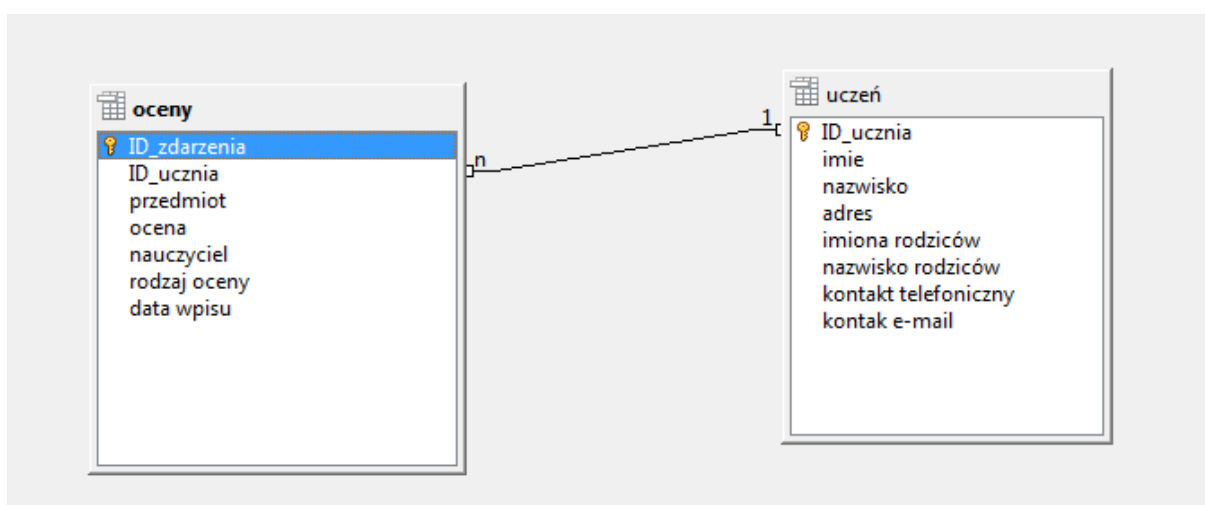 oceny
ID_zdarzenia
ID_ucznia
przedmiot
ocena
nauczyciel
rodzaj oceny
data wpisu
n
1
uczeń
ID_ucznia
imie
nazwisko
adres
imiona rodziców
nazwisko rodziców
kontakt telefoniczny
kontak e-mail